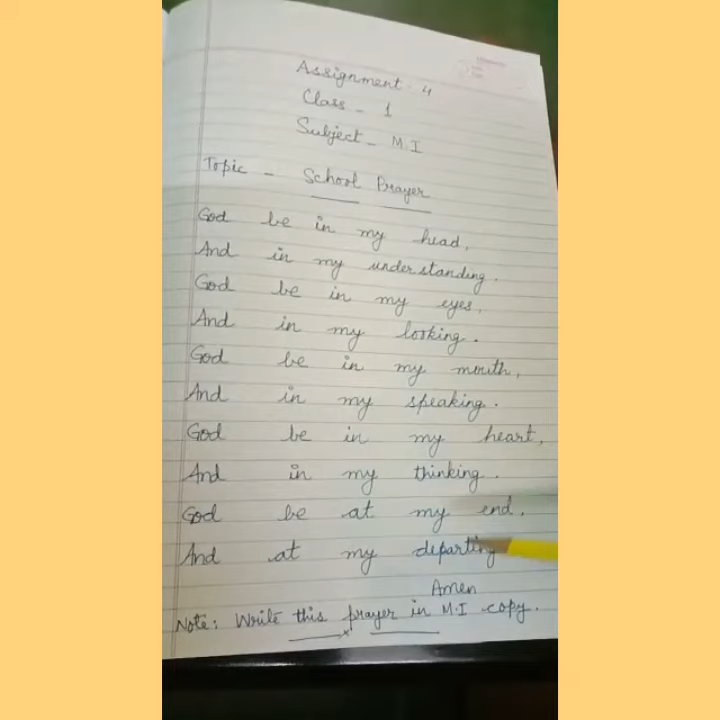 Assignment - 4
Class - 1
Subject - M.I
Topic - School Prayer
God be in my head,
And in my understanding.
God be in my eyes,
And in my looking.
God be in my mouth,
And in my speaking.
God be in my heart,
And in my thinking.
God be at my end.
And at my departing
Amen
Note: Write this prayer in M.I copy.